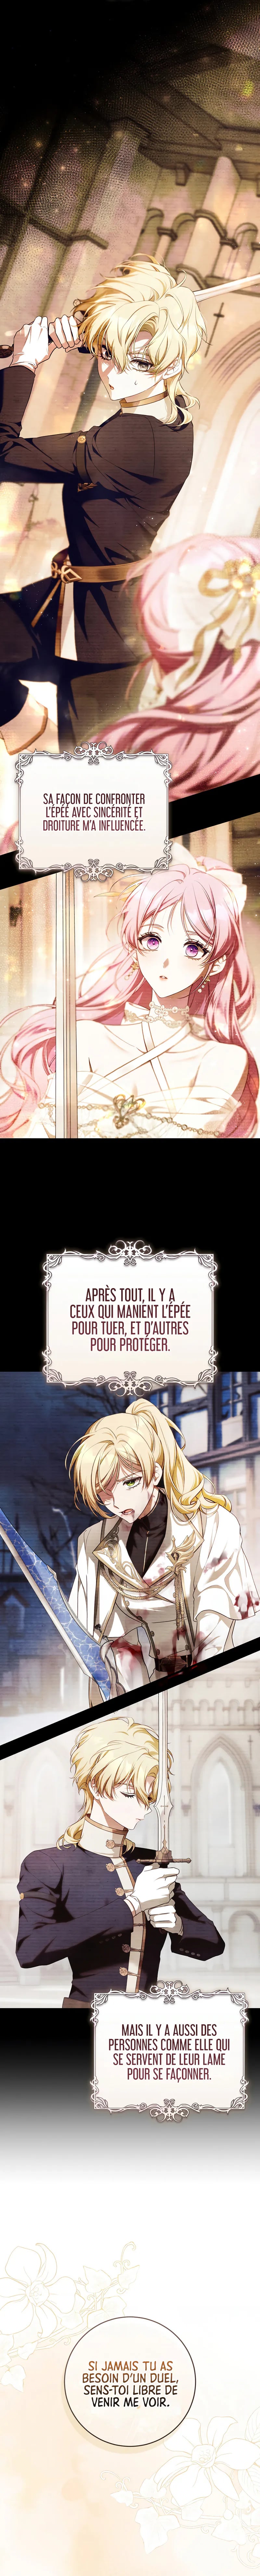 SA FAÇON DE CONFRONTER
L'ÉPÉE AVEC SINCÉRITÉ ET
DROITURE M'A INFLUENCÉE.
APRÈS TOUT, IL Y A
CEUX QUI MANIENT L'ÉPÉE
POUR TUER, ET D'AUTRES
POUR PROTÉGER.
MAIS IL Y A AUSSI DES
PERSONNES COMME ELLE QUI
SE SERVENT DE LEUR LAME
POUR SE FAÇONNER.
SI JAMAIS TU AS
BESOIN D'UN DUEL,
SENS-TOI LIBRE DE
VENIR ME VOIR.